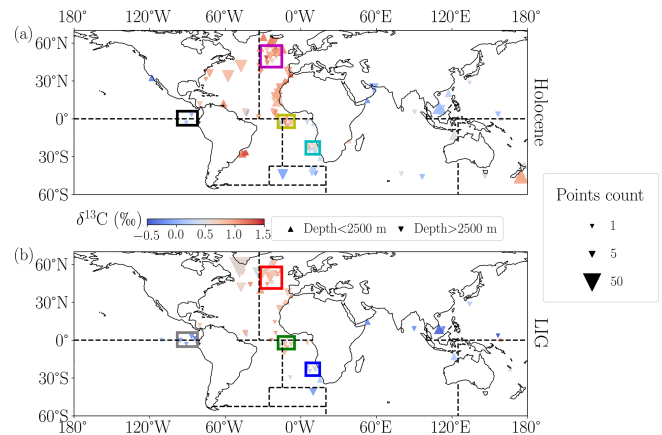 120°W 60°W 0°W 60°E 120°E 180°
(a)
60°N
30°N
0°
30°S
60°S
Holocene
δ¹³C (‰)
−0.5 0.0 0.5 1.0 1.5
Depth<2500 m Depth>2500 m
Points count
1
5
50
(b)
60°N
30°N
0°
30°S
60°S
LIG
180° 120°W 60°W 0°W 60°E 120°E 180°